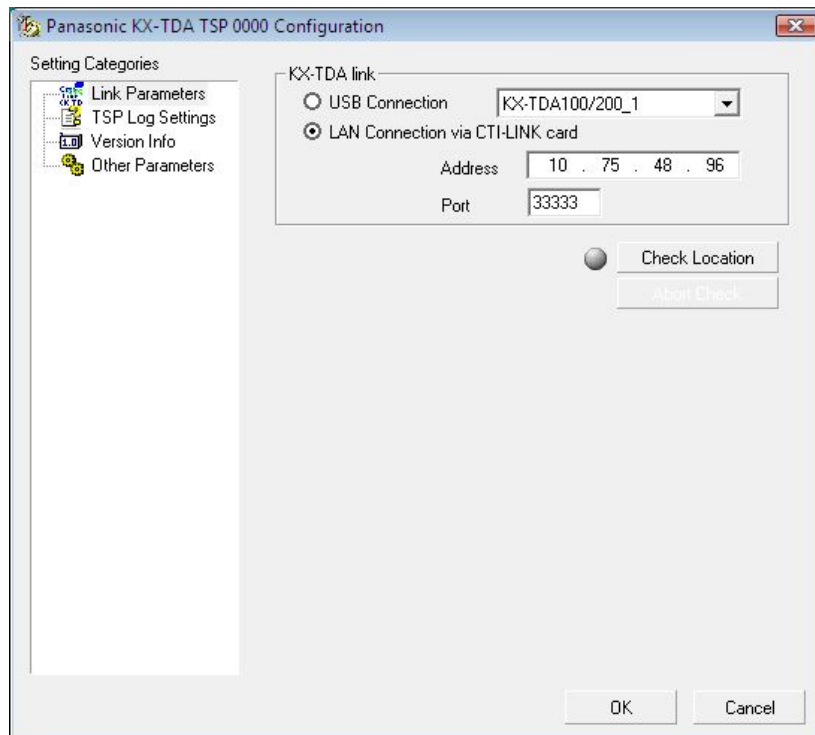 Panasonic KX-TDA TSP 0000 Configuration
Setting Categories
Link Parameters
TSP Log Settings
Version Info
Other Parameters
KX-TDA link
USB Connection KX-TDA100/200_1
LAN Connection via CTI-LINK card
Address 10 . 75 . 48 . 96
Port 33333
Check Location
Abort Check
OK Cancel